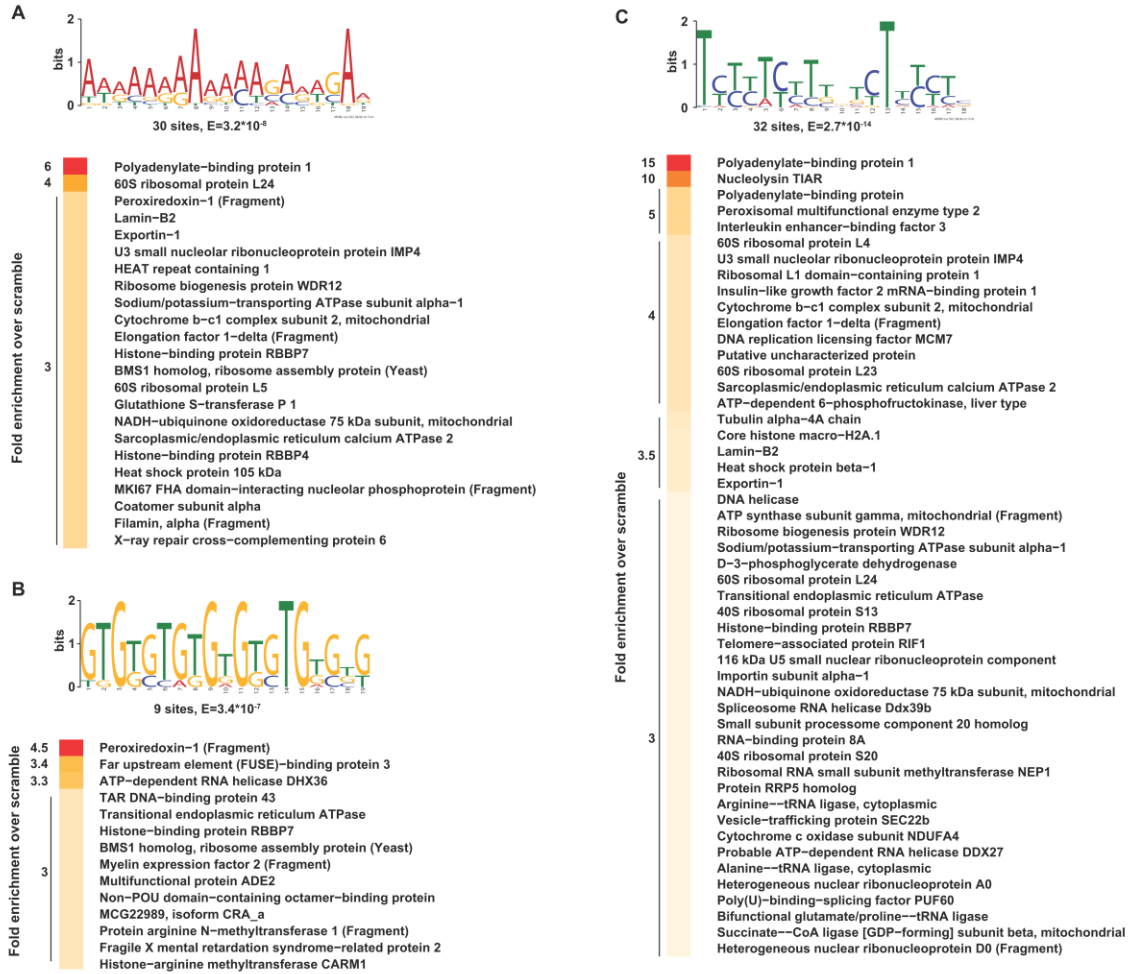 A
2
1
0
bits
30 sites, E=3.2*10-8
Fold enrichment over scramble
6
Polyadenylate-binding protein 1
4
60S ribosomal protein L24
3
Peroxiredoxin-1 (Fragment)
Lamin-B2
Exportin-1
U3 small nucleolar ribonucleoprotein protein IMP4
HEAT repeat containing 1
Ribosome biogenesis protein WDR12
Sodium/potassium-transporting ATPase subunit alpha-1
Cytochrome b-c1 complex subunit 2, mitochondrial
Elongation factor 1-delta (Fragment)
Histone-binding protein RBBP7
BMS1 homolog, ribosome assembly protein (Yeast)
60S ribosomal protein L5
Glutathione S-transferase P 1
NADH-ubiquinone oxidoreductase 75 kDa subunit, mitochondrial
Sarcoplasmic/endoplasmic reticulum calcium ATPase 2
Histone-binding protein RBBP4
Heat shock protein 105 kDa
MKI67 FHA domain-interacting nucleolar phosphoprotein (Fragment)
Coatomer subunit alpha
Filamin, alpha (Fragment)
X-ray repair cross-complementing protein 6
B
2
1
0
bits
9 sites, E=3.4*10-7
Fold enrichment over scramble
4.5
Peroxiredoxin-1 (Fragment)
3.4
Far upstream element (FUSE)-binding protein 3
3.3
ATP-dependent RNA helicase DHX36
3
TAR DNA-binding protein 43
Transitional endoplasmic reticulum ATPase
Histone-binding protein RBBP7
BMS1 homolog, ribosome assembly protein (Yeast)
Myelin expression factor 2 (Fragment)
Multifunctional protein ADE2
Non-POU domain-containing octamer-binding protein
MCG22989, isoform CRA_a
Protein arginine N-methyltransferase 1 (Fragment)
Fragile X mental retardation syndrome-related protein 2
Histone-arginine methyltransferase CARM1
C
2
1
0
bits
32 sites, E=2.7*10-14
Fold enrichment over scramble
15
Polyadenylate-binding protein 1
10
Nucleolysin TIAR
5
Polyadenylate-binding protein
Peroxisomal multifunctional enzyme type 2
Interleukin enhancer-binding factor 3
4
60S ribosomal protein L4
U3 small nucleolar ribonucleoprotein protein IMP4
Ribosomal L1 domain-containing protein 1
Insulin-like growth factor 2 mRNA-binding protein 1
Cytochrome b-c1 complex subunit 2, mitochondrial
Elongation factor 1-delta (Fragment)
DNA replication licensing factor MCM7
Putative uncharacterized protein
60S ribosomal protein L23
Sarcoplasmic/endoplasmic reticulum calcium ATPase 2
ATP-dependent 6-phosphofructokinase, liver type
3.5
Tubulin alpha-4A chain
Core histone macro-H2A.1
Lamin-B2
Heat shock protein beta-1
Exportin-1
3
DNA helicase
ATP synthase subunit gamma, mitochondrial (Fragment)
Ribosome biogenesis protein WDR12
Sodium/potassium-transporting ATPase subunit alpha-1
D-3-phosphoglycerate dehydrogenase
60S ribosomal protein L24
Transitional endoplasmic reticulum ATPase
40S ribosomal protein S13
Histone-binding protein RBBP7
Telomere-associated protein RIF1
116 kDa U5 small nuclear ribonucleoprotein component
Importin subunit alpha-1
NADH-ubiquinone oxidoreductase 75 kDa subunit, mitochondrial
Spliceosome RNA helicase Ddx39b
Small subunit processome component 20 homolog
RNA-binding protein 8A
40S ribosomal protein S20
Ribosomal RNA small subunit methyltransferase NEP1
Protein RRP5 homolog
Arginine--tRNA ligase, cytoplasmic
Vesicle-trafficking protein SEC22b
Cytochrome c oxidase subunit NDUFA4
Probable ATP-dependent RNA helicase DDX27
Alanine--tRNA ligase, cytoplasmic
Heterogeneous nuclear ribonucleoprotein A0
Poly(U)-binding-splicing factor PUF60
Bifunctional glutamate/proline--tRNA ligase
Succinate-CoA ligase [GDP-forming] subunit beta, mitochondrial
Heterogeneous nuclear ribonucleoprotein D0 (Fragment)